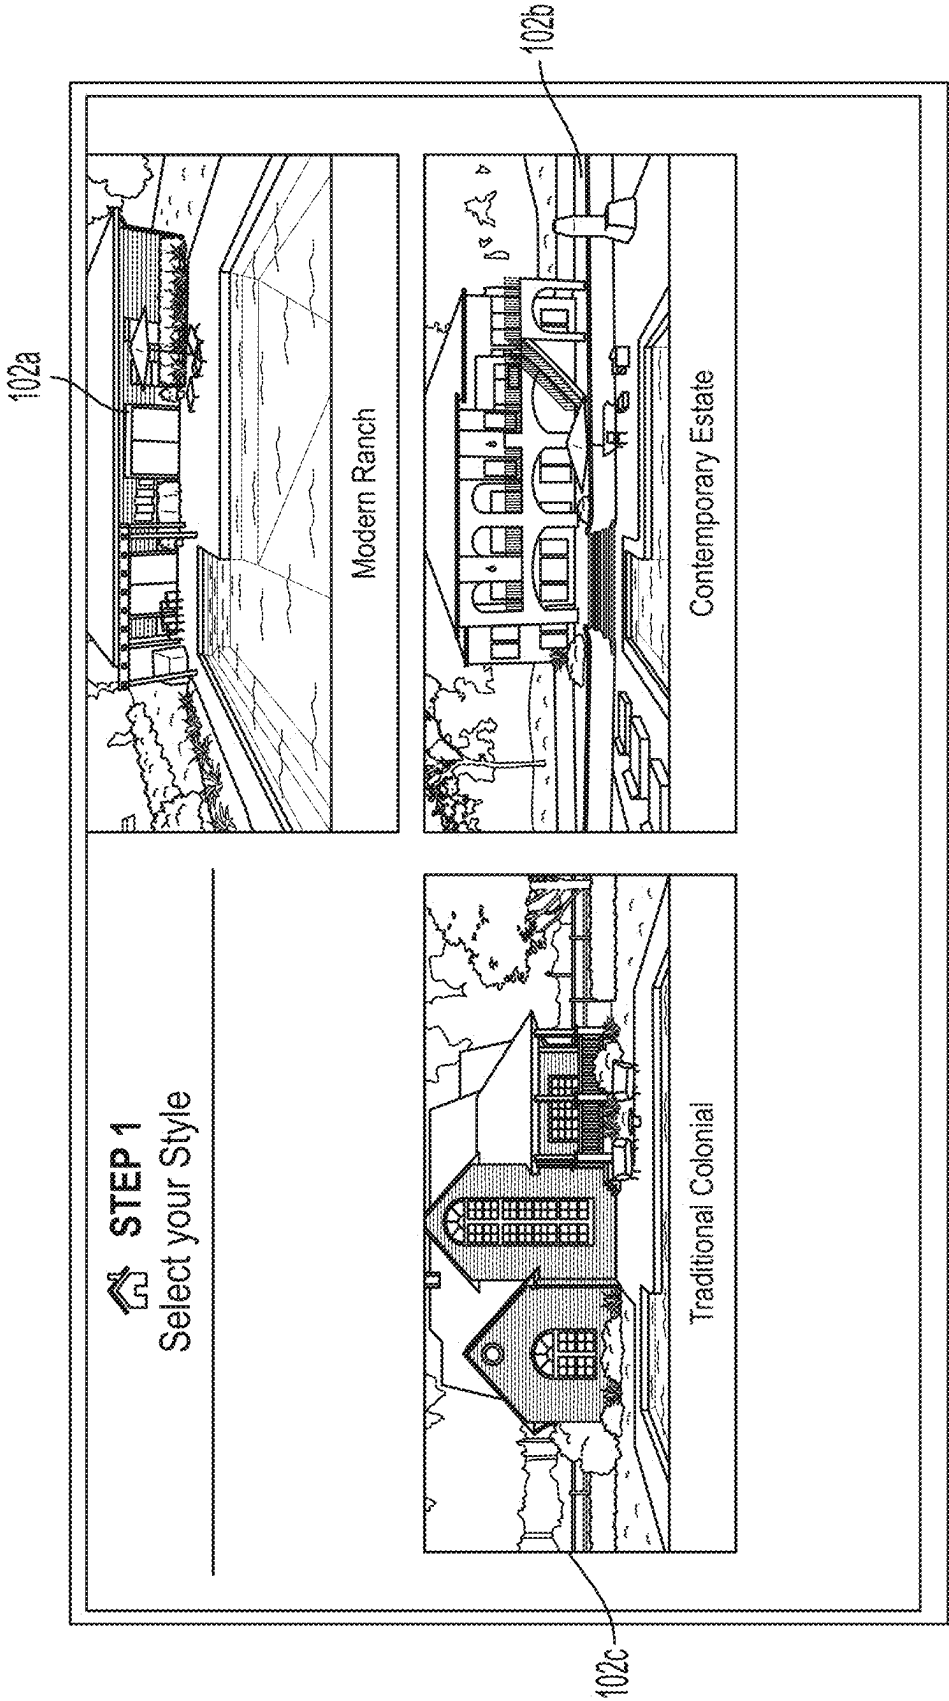 STEP 1
Select your Style
102a
Modern Ranch
102c
Traditional Colonial
102b
Contemporary Estate